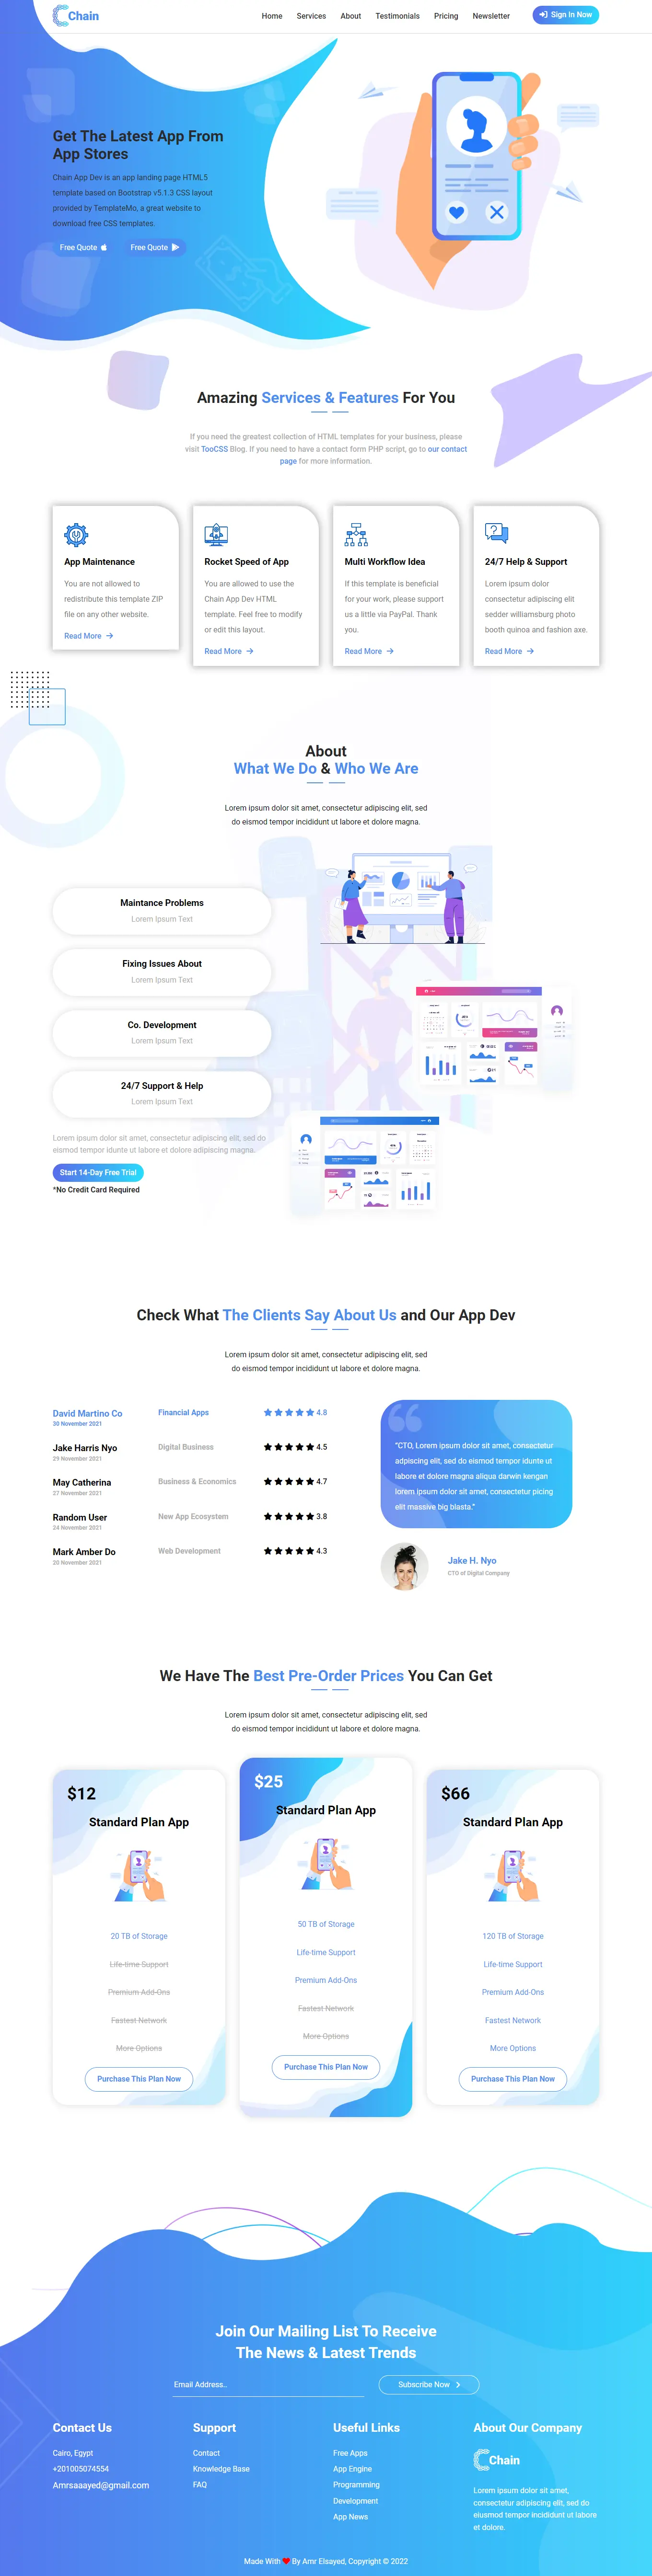 Chain
Home Services About Testimonials Pricing Newsletter
Sign In Now
Get The Latest App From
App Stores
Chain App Dev is an app landing page HTML5
template based on Bootstrap v5.1.3 CSS layout
provided by TemplateMo, a great website to
download free CSS templates.
Free Quote
Free Quote
Amazing Services & Features For You
If you need the greatest collection of HTML templates for your business, please
visit TooCSS Blog. If you need to have a contact form PHP script, go to our contact
page for more information.
App Maintenance
You are not allowed to
redistribute this template ZIP
file on any other website.
Read More
Rocket Speed of App
You are allowed to use the
Chain App Dev HTML
template. Feel free to modify
or edit this layout.
Read More
Multi Workflow Idea
If this template is beneficial
for your work, please support
us a little via PayPal. Thank
you.
Read More
24/7 Help & Support
Lorem ipsum dolor
consectetur adipiscing elit
sedder williamsburg photo
booth quinoa and fashion axe.
Read More
About
What We Do & Who We Are
Lorem ipsum dolor sit amet, consectetur adipiscing elit, sed
do eismod tempor incididunt ut labore et dolore magna.
Maintance Problems
Lorem Ipsum Text
Fixing Issues About
Lorem Ipsum Text
Co. Development
Lorem Ipsum Text
24/7 Support & Help
Lorem Ipsum Text
Lorem ipsum dolor sit amet, consectetur adipiscing elit, sed do
eismod tempor idunte ut labore et dolore adipiscing magna.
Start 14-Day Free Trial
*No Credit Card Required
Check What The Clients Say About Us and Our App Dev
Lorem ipsum dolor sit amet, consectetur adipiscing elit, sed
do eismod tempor incididunt ut labore et dolore magna.
David Martino Co
30 November 2021
Financial Apps
4.8
Jake Harris Nyo
29 November 2021
Digital Business
4.5
May Catherina
27 November 2021
Business & Economics
4.7
Random User
24 November 2021
New App Ecosystem
3.8
Mark Amber Do
20 November 2021
Web Development
4.3
“CTO, Lorem ipsum dolor sit amet, consectetur
adipiscing elit, sed do eismod tempor idunte ut
labore et dolore magna aliqua darwin kengan
lorem ipsum dolor sit amet, consectetur picing
elit massive big blasta.”
Jake H. Nyo
CTO of Digital Company
We Have The Best Pre-Order Prices You Can Get
Lorem ipsum dolor sit amet, consectetur adipiscing elit, sed
do eismod tempor incididunt ut labore et dolore magna.
$12
Standard Plan App
20 TB of Storage
Life-time Support
Premium Add-Ons
Fastest Network
More Options
Purchase This Plan Now
$25
Standard Plan App
50 TB of Storage
Life-time Support
Premium Add-Ons
Fastest Network
More Options
Purchase This Plan Now
$66
Standard Plan App
120 TB of Storage
Life-time Support
Premium Add-Ons
Fastest Network
More Options
Purchase This Plan Now
Join Our Mailing List To Receive
The News & Latest Trends
Email Address..
Subscribe Now
Contact Us
Cairo, Egypt
+201005074554
Amrsaaayed@gmail.com
Support
Contact
Knowledge Base
FAQ
Useful Links
Free Apps
App Engine
Programming
Development
App News
About Our Company
Chain
Lorem ipsum dolor sit amet,
consectetur adipiscing elit, sed do
eiusmod tempor incididunt ut labore
et dolore.
Made With By Amr Elsayed, Copyright © 2022